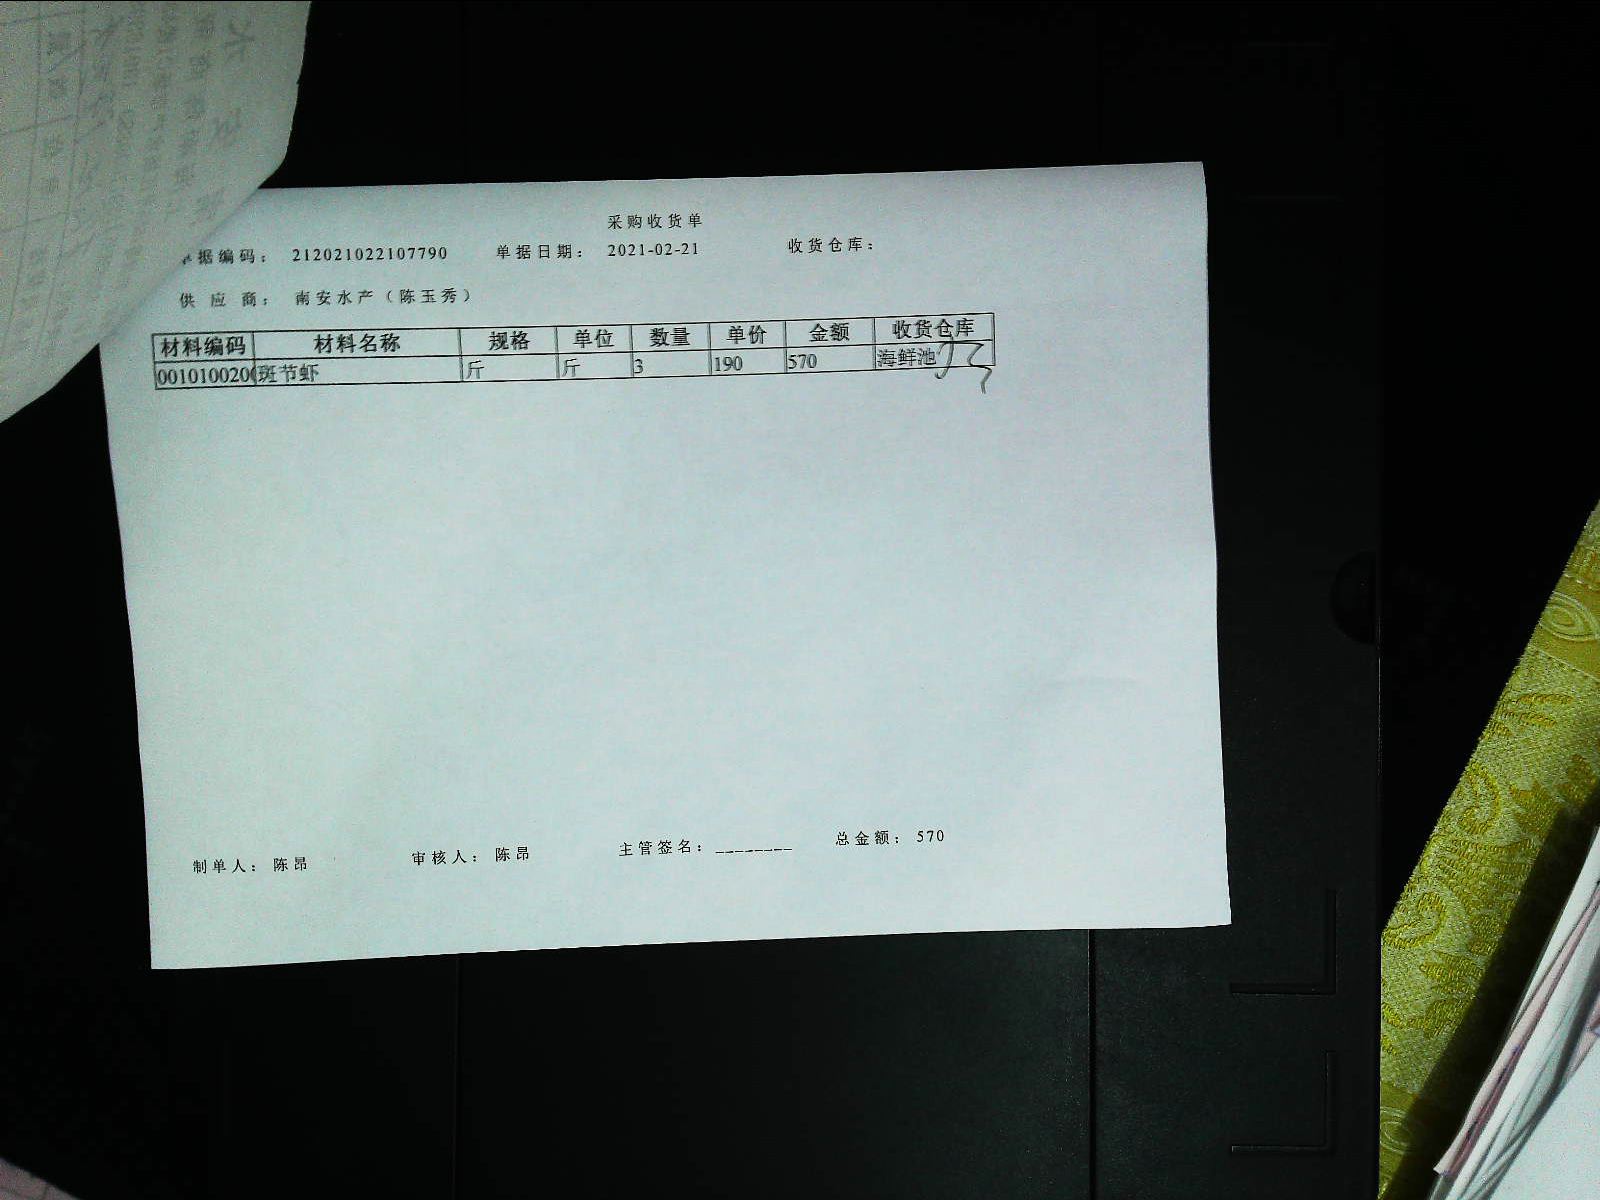 采购收货单
单据编码： 212021022107790 单据日期： 2021-02-21 收货仓库：
供应商： 南安水产（陈玉秀）
材料编码 材料名称 规格 单位 数量 单价 金额 收货仓库
001010020 斑节虾 斤 斤 3 190 570 海鲜池
制单人： 陈昂 审核人： 陈昂 主管签名：________ 总金额： 570